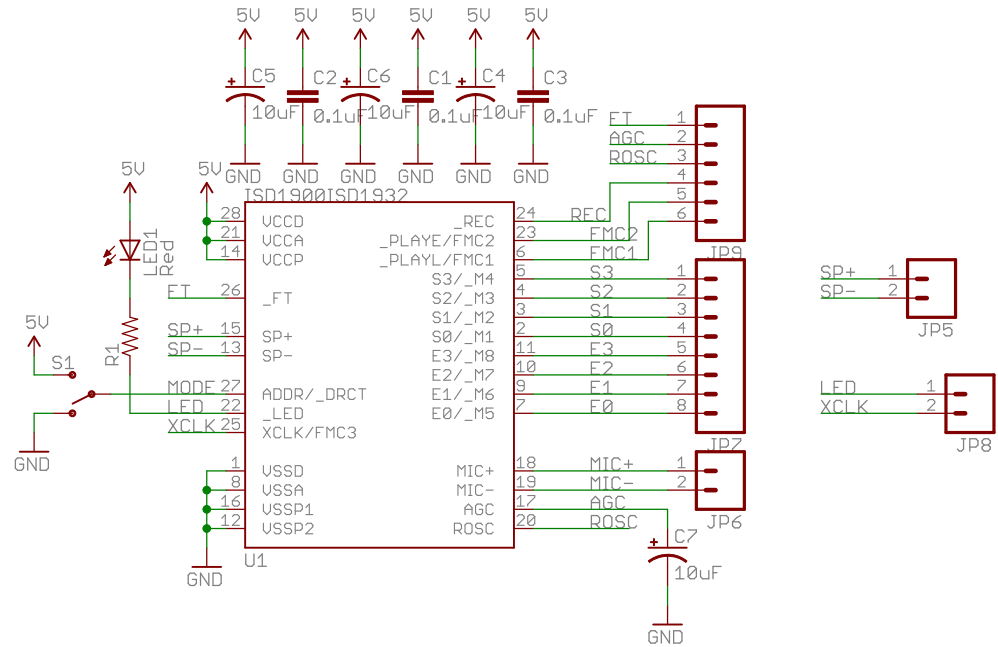 5V 5V 5V 5V 5V 5V
C5 C2 C6 C1 C4 C3
10uF 0.1uF 10uF 0.1uF 10uF 0.1uF
GND GND GND GND GND GND
5V 5V
ISD1900ISD1932
FT 1
AGC 2
ROSC 3
4
5
6
JP9
28 VCCD _REC 24 REC
21 VCCA _PLAYE/FMC2 23 FMC2
14 VCCP _PLAYL/FMC1 6 FMC1
LED1
Red
S3/_M4 5 S3 1
FT 26 _FT S2/_M3 4 S2 2
S1/_M2 3 S1 3
SP+ 15 SP+ S0/_M1 2 S0 4
SP- 13 SP- E3/_M8 11 E3 5
E2/_M7 10 E2 6
MODE 27 ADDR/_DRCT E1/_M6 9 E1 7
LED 22 _LED E0/_M5 7 E0 8
XCLK 25 XCLK/FMC3
JP7
R1
5V
S1
GND
SP+ 1
SP- 2
JP5
LED 1
XCLK 2
JP8
1 VSSD MIC+ 18 MIC+ 1
8 VSSA MIC- 19 MIC- 2
16 VSSP1 AGC 17 AGC
12 VSSP2 ROSC 20 ROSC
JP6
U1
GND
C7
10uF
GND